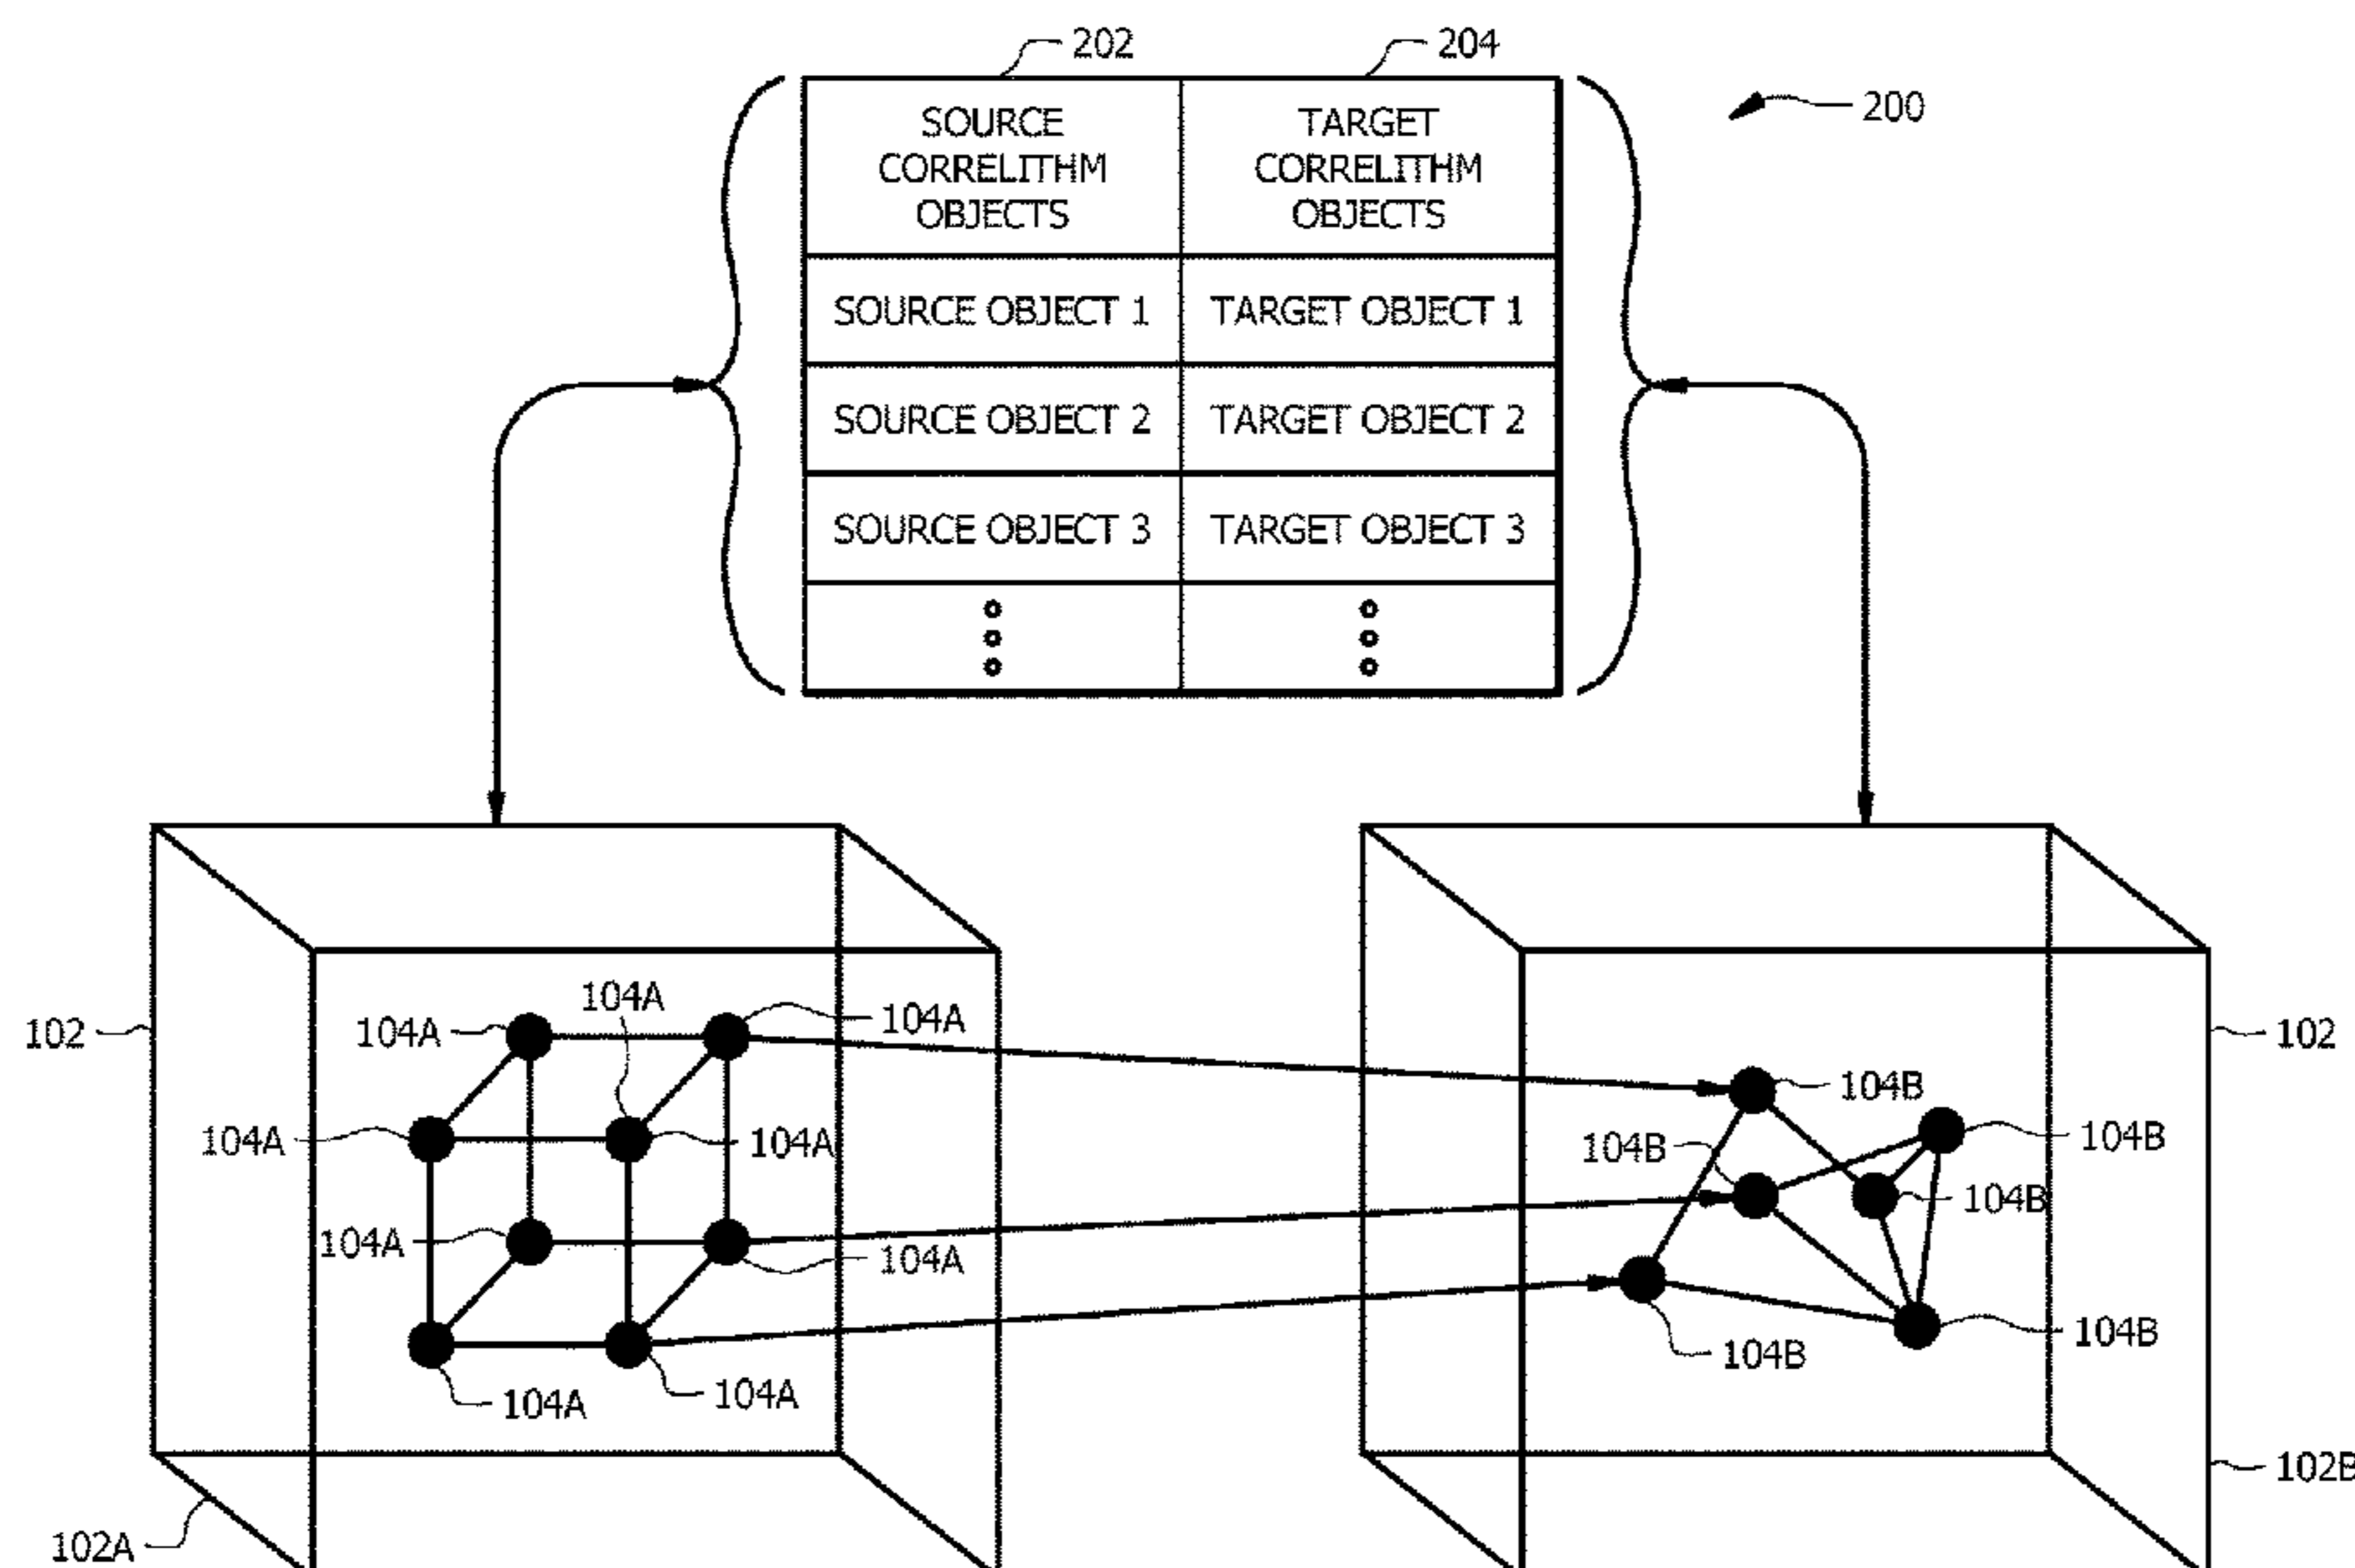 202
204
200
SOURCE CORRELITHM OBJECTS
TARGET CORRELITHM OBJECTS
SOURCE OBJECT 1
TARGET OBJECT 1
SOURCE OBJECT 2
TARGET OBJECT 2
SOURCE OBJECT 3
TARGET OBJECT 3
102
104A
104A
104A
104A
104A
104A
104A
104A
104A
102A
102
104B
104B
104B
104B
104B
104B
102B